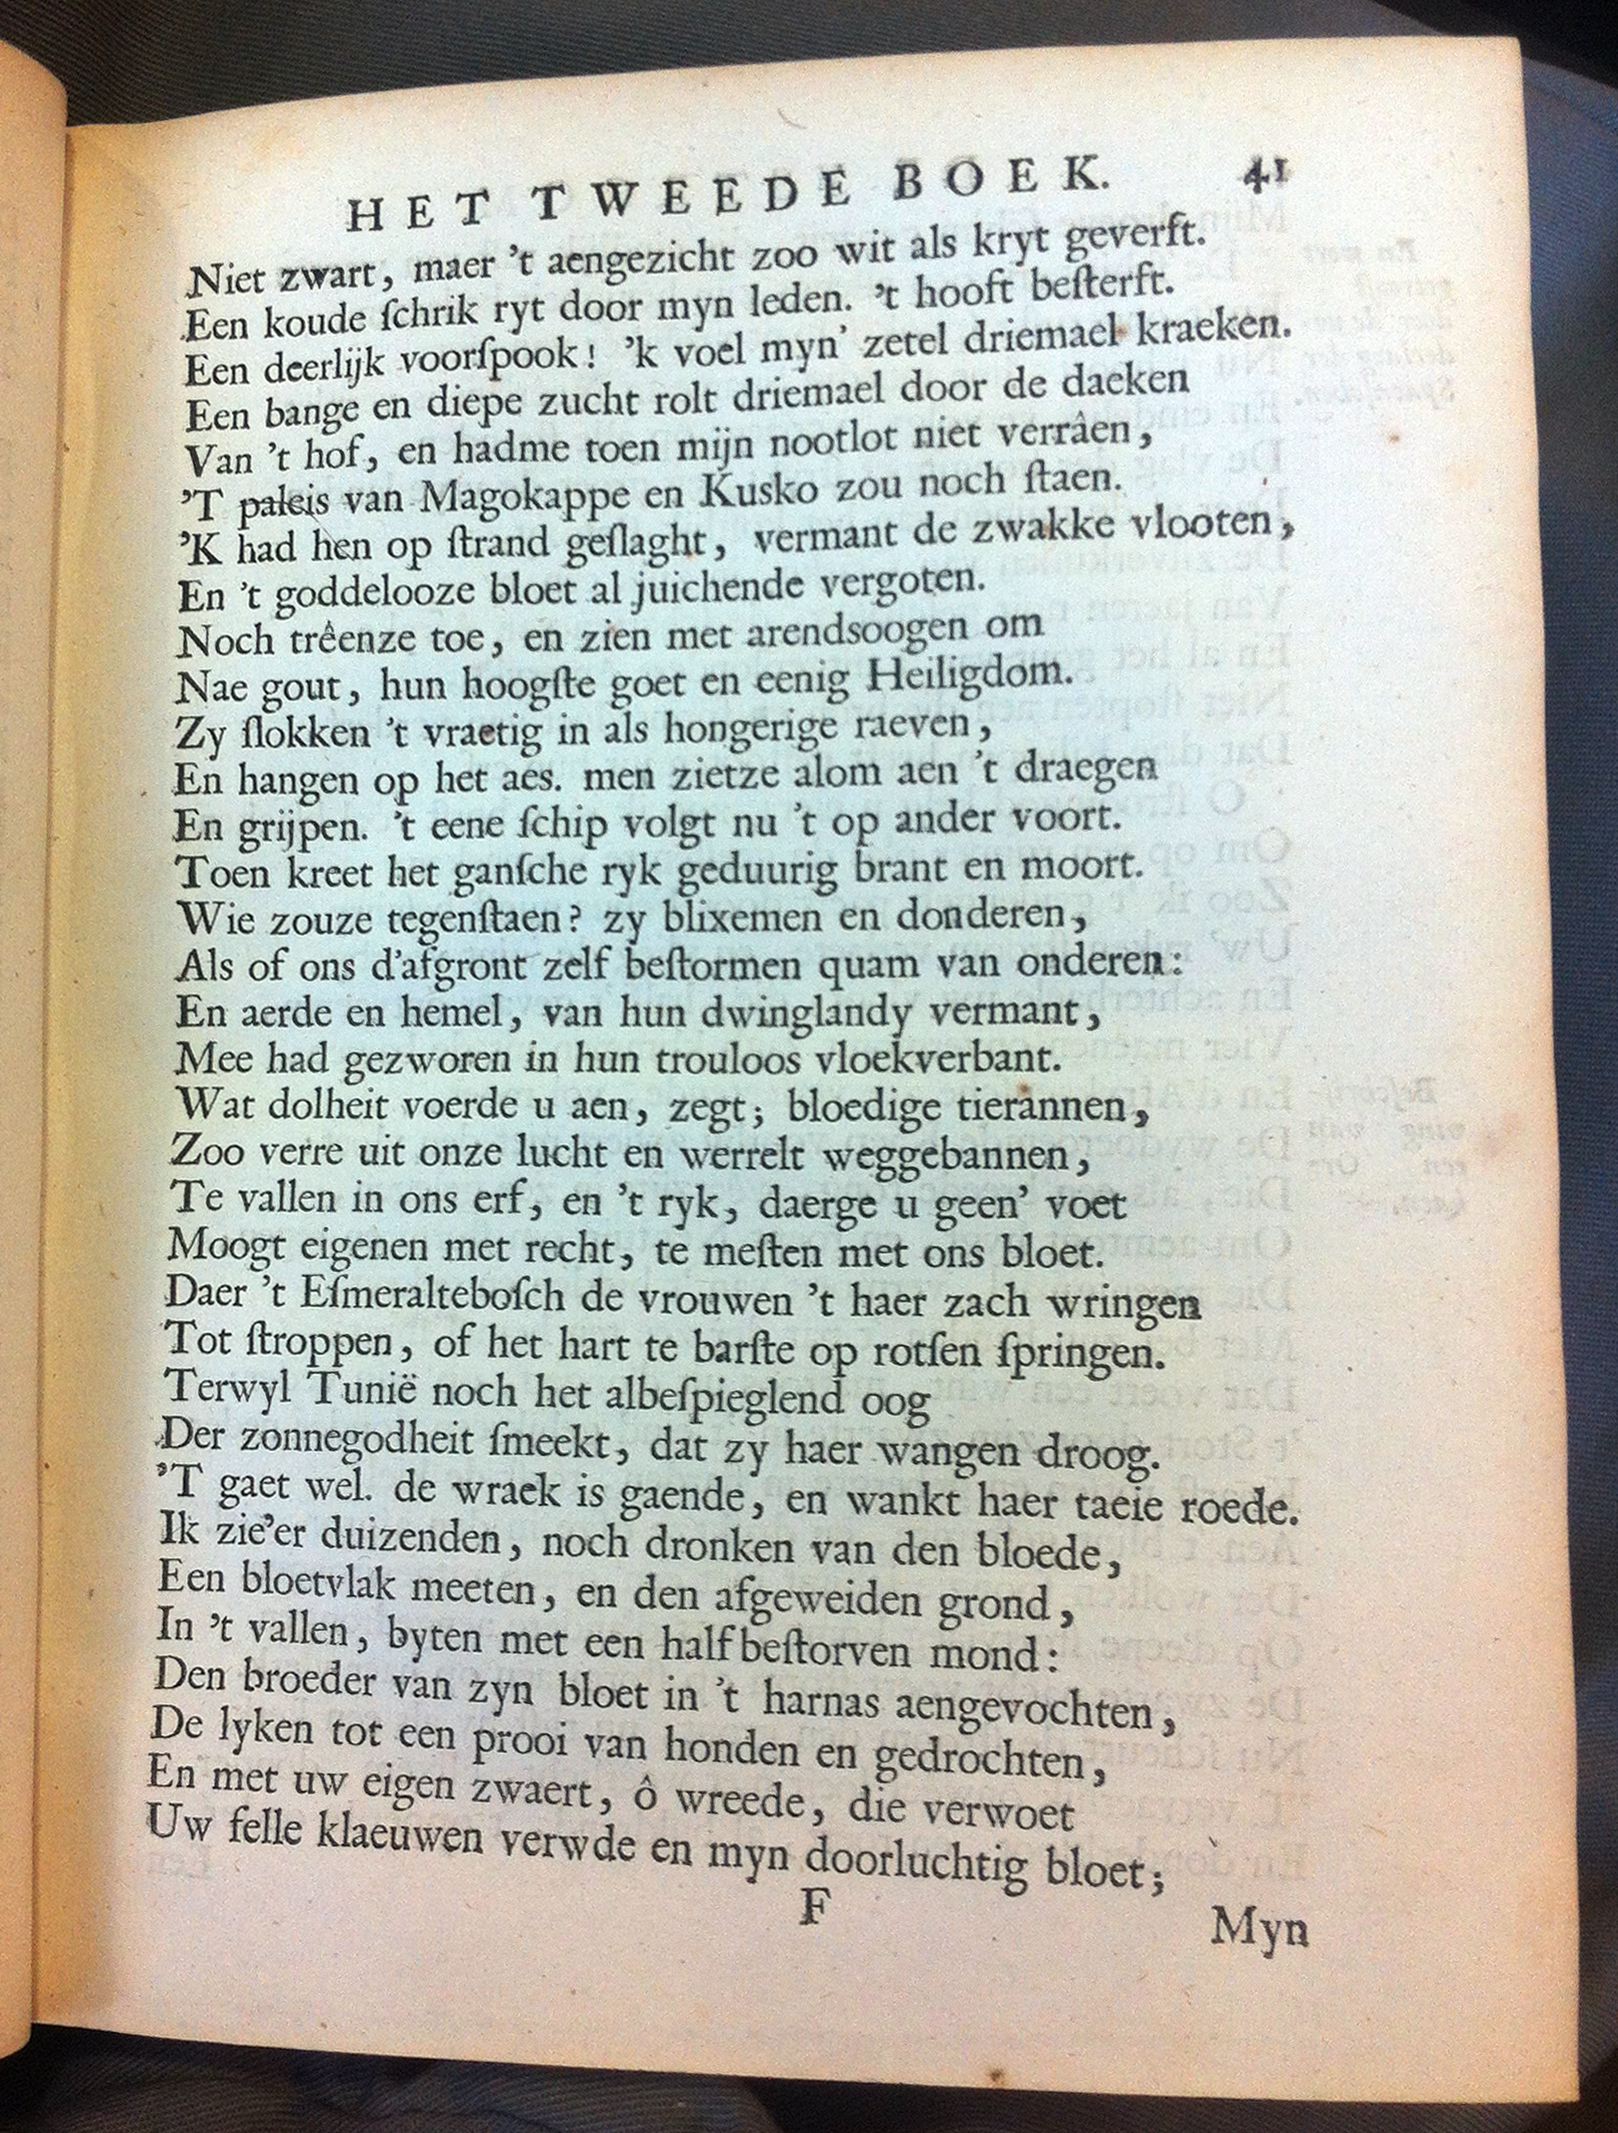 HET TWEEDE BOEK. 41
Niet zwart, maer 't aengezicht zoo wit als kryt geverft.
Een koude ſchrik ryt door myn leden. 't hooft beſterft.
Een deerlijk voorſpook! 'k voel myn' zetel driemael kraeken.
Een bange en diepe zucht rolt driemael door de daeken
Van 't hof, en hadme toen mijn nootlot niet verrâen,
'T paleis van Magokappe en Kusko zou noch ſtaen.
'K had hen op ſtrand geſlaght, vermant de zwakke vlooten,
En 't goddelooze bloet al juichende vergoten.
Noch trêenze toe, en zien met arendsoogen om
Nae gout, hun hoogſte goet en eenig Heiligdom.
Zy ſlokken 't vraetig in als hongerige raeven,
En hangen op het aes. men zietze alom aen 't draegen
En grijpen. 't eene ſchip volgt nu 't op ander voort.
Toen kreet het ganſche ryk geduurig brant en moort.
Wie zouze tegenſtaen? zy blixemen en donderen,
Als of ons d'afgront zelf beſtormen quam van onderen:
En aerde en hemel, van hun dwinglandy vermant,
Mee had gezworen in hun trouloos vloekverbant.
Wat dolheit voerde u aen, zegt; bloedige tierannen,
Zoo verre uit onze lucht en werrelt weggebannen,
Te vallen in ons erf, en 't ryk, daerge u geen' voet
Moogt eigenen met recht, te meſten met ons bloet.
Daer 't Eſmeralteboſch de vrouwen 't haer zach wringen
Tot ſtroppen, of het hart te barſte op rotſen ſpringen.
Terwyl Tunië noch het albeſpieglend oog
Der zonnegodheit ſmeekt, dat zy haer wangen droog.
'T gaet wel. de wraek is gaende, en wankt haer taeie roede.
Ik zie'er duizenden, noch dronken van den bloede,
Een bloetvlak meeten, en den afgeweiden grond,
In 't vallen, byten met een halfbeſtorven mond:
Den broeder van zyn bloet in 't harnas aengevochten,
De lyken tot een prooi van honden en gedrochten,
En met uw eigen zwaert, ô wreede, die verwoet
Uw felle klaeuwen verwde en myn doorluchtig bloet;
F
Myn